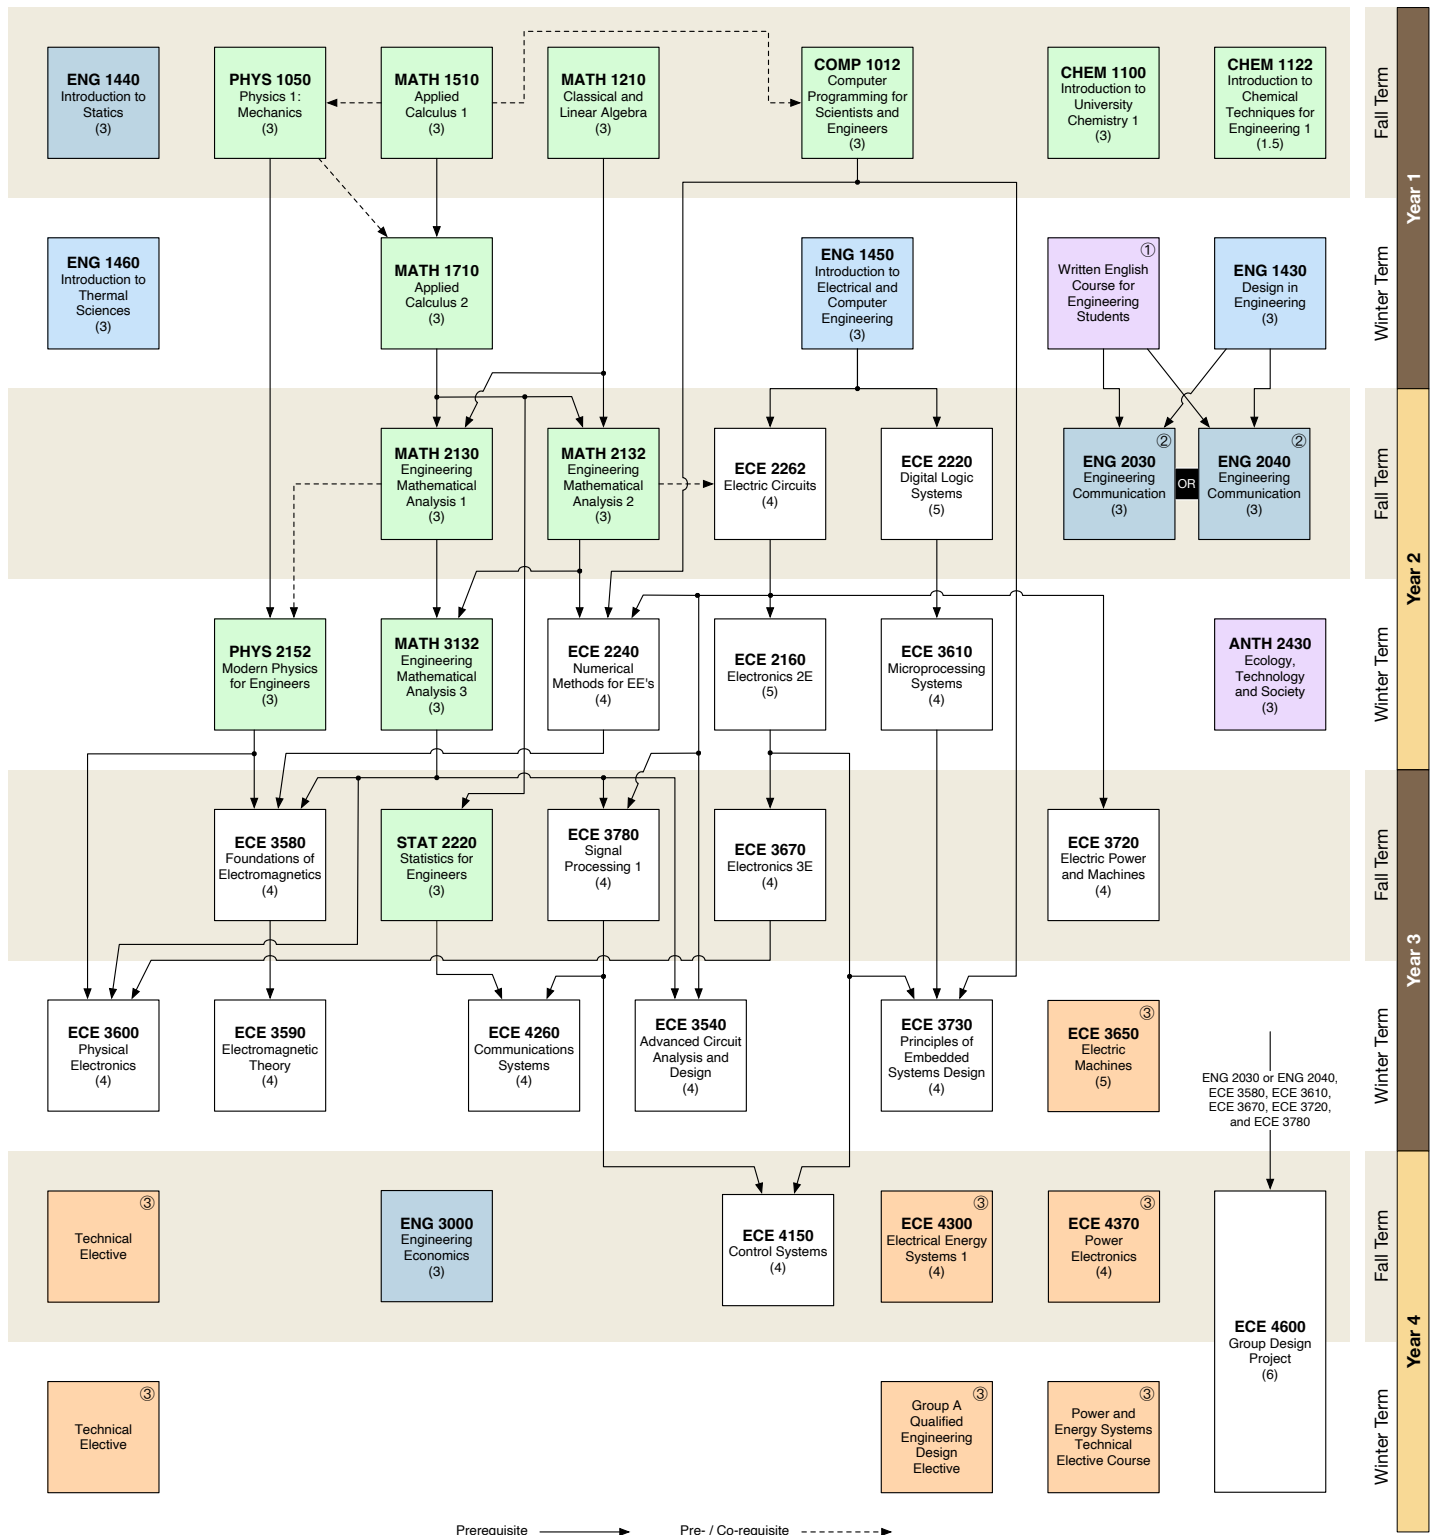 ENG 1440
Introduction to
Statics
(3)
PHYS 1050
Physics 1:
Mechanics
(3)
MATH 1510
Applied
Calculus 1
(3)
MATH 1210
Classical and
Linear Algebra
(3)
COMP 1012
Computer
Programming for
Scientists and
Engineers
(3)
CHEM 1100
Introduction to
University
Chemistry 1
(3)
CHEM 1122
Introduction to
Chemical
Techniques for
Engineering 1
(1.5)
Fall Term
Year 1
ENG 1460
Introduction to
Thermal
Sciences
(3)
MATH 1710
Applied
Calculus 2
(3)
ENG 1450
Introduction to
Electrical and
Computer
Engineering
(3)
①
Written English
Course for
Engineering
Students
ENG 1430
Design in
Engineering
(3)
Winter Term
MATH 2130
Engineering
Mathematical
Analysis 1
(3)
MATH 2132
Engineering
Mathematical
Analysis 2
(3)
ECE 2262
Electric Circuits
(4)
ECE 2220
Digital Logic
Systems
(5)
②
ENG 2030
Engineering
Communication
(3)
OR
②
ENG 2040
Engineering
Communication
(3)
Fall Term
Year 2
PHYS 2152
Modern Physics
for Engineers
(3)
MATH 3132
Engineering
Mathematical
Analysis 3
(3)
ECE 2240
Numerical
Methods for EE's
(4)
ECE 2160
Electronics 2E
(5)
ECE 3610
Microprocessing
Systems
(4)
ANTH 2430
Ecology,
Technology
and Society
(3)
Winter Term
ECE 3580
Foundations of
Electromagnetics
(4)
STAT 2220
Statistics for
Engineers
(3)
ECE 3780
Signal
Processing 1
(4)
ECE 3670
Electronics 3E
(4)
ECE 3720
Electric Power
and Machines
(4)
Fall Term
Year 3
ECE 3600
Physical
Electronics
(4)
ECE 3590
Electromagnetic
Theory
(4)
ECE 4260
Communications
Systems
(4)
ECE 3540
Advanced Circuit
Analysis and
Design
(4)
ECE 3730
Principles of
Embedded
Systems Design
(4)
③
ECE 3650
Electric
Machines
(5)
ENG 2030 or ENG 2040,
ECE 3580, ECE 3610,
ECE 3670, ECE 3720,
and ECE 3780
Winter Term
③
Technical
Elective
ENG 3000
Engineering
Economics
(3)
ECE 4150
Control Systems
(4)
③
ECE 4300
Electrical Energy
Systems 1
(4)
③
ECE 4370
Power
Electronics
(4)
ECE 4600
Group Design
Project
(6)
Fall Term
Year 4
③
Technical
Elective
③
Group A
Qualified
Engineering
Design
Elective
③
Power and
Energy Systems
Technical
Elective Course
Winter Term
Prerequisite
Pre- / Co-requisite